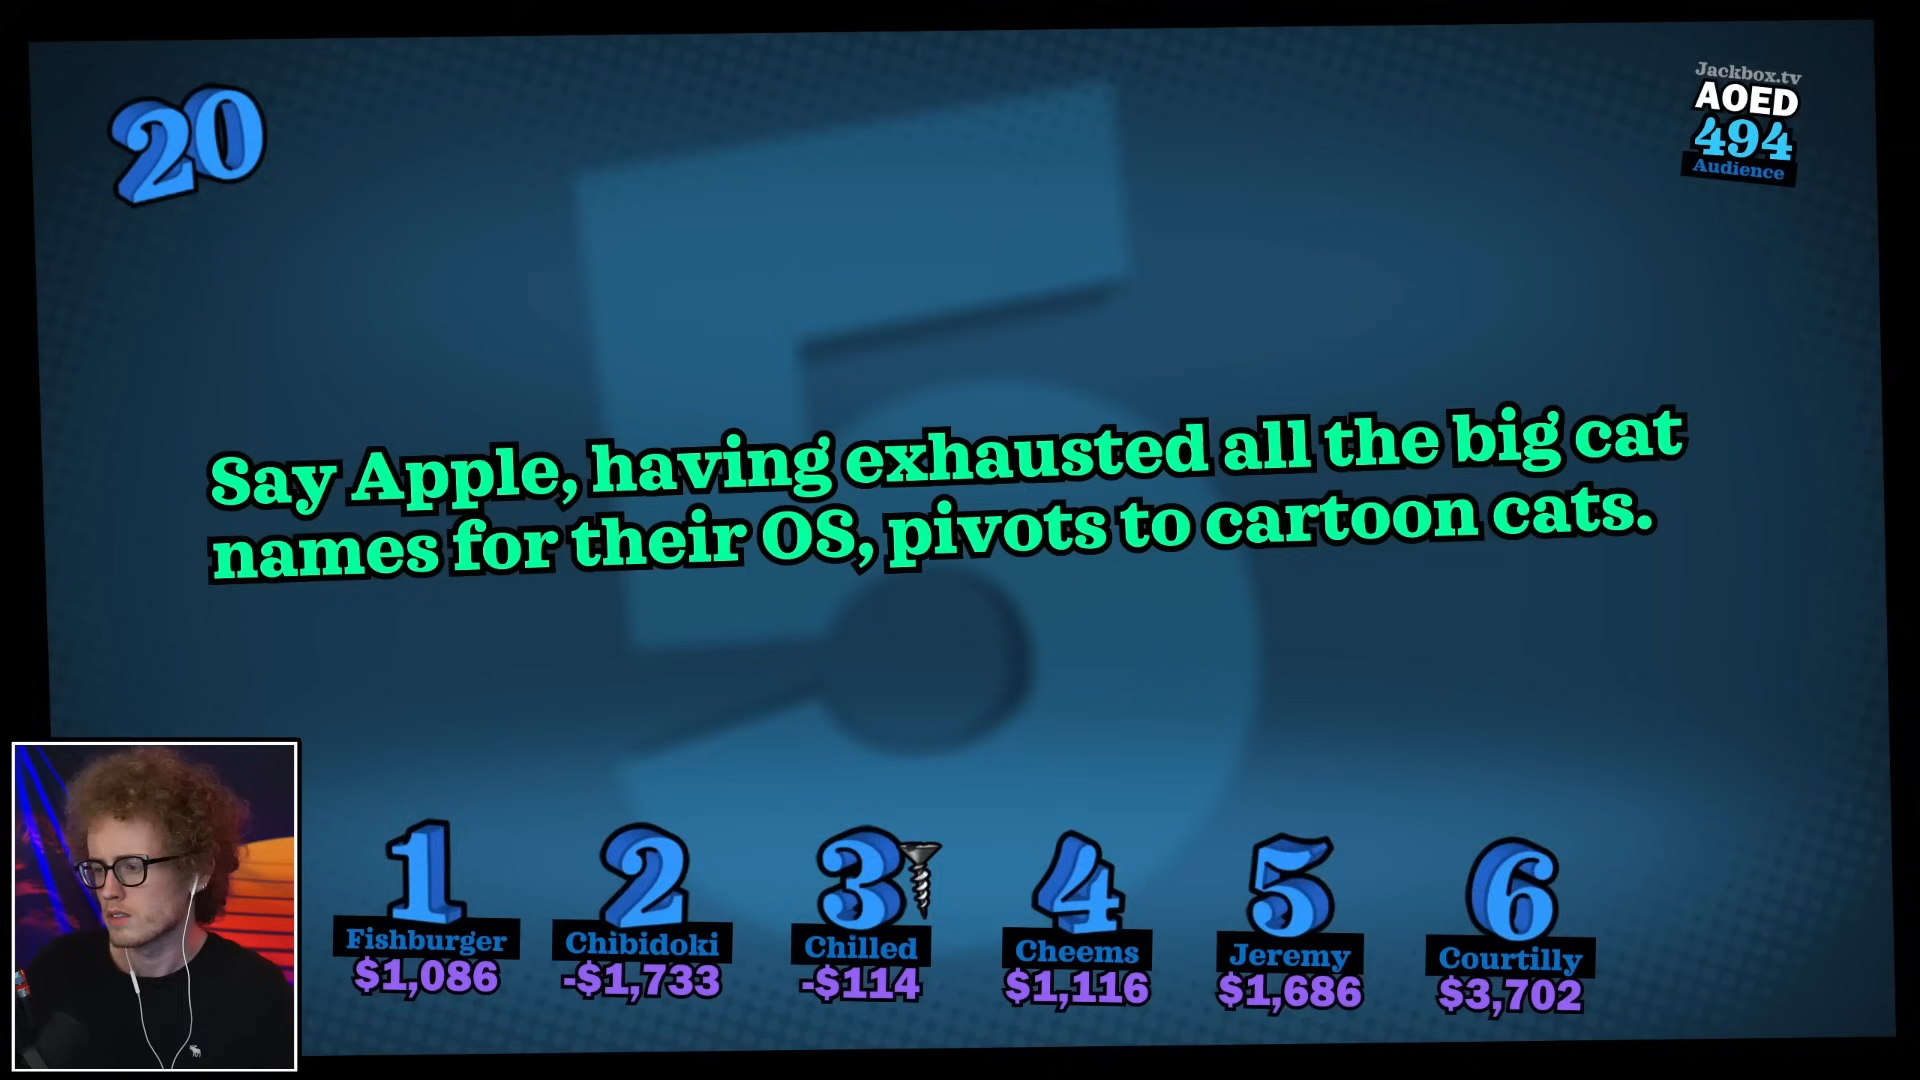 20
Jackbox.tv
AOED
494
Audience
Say Apple, having exhausted all the big cat
names for their OS, pivots to cartoon cats.
5
1 2 3 4 5 6
Fishburger Chibidoki Chilled Cheems Jeremy Courtilly
$1,086 -$1,733 -$114 $1,116 $1,686 $3,702